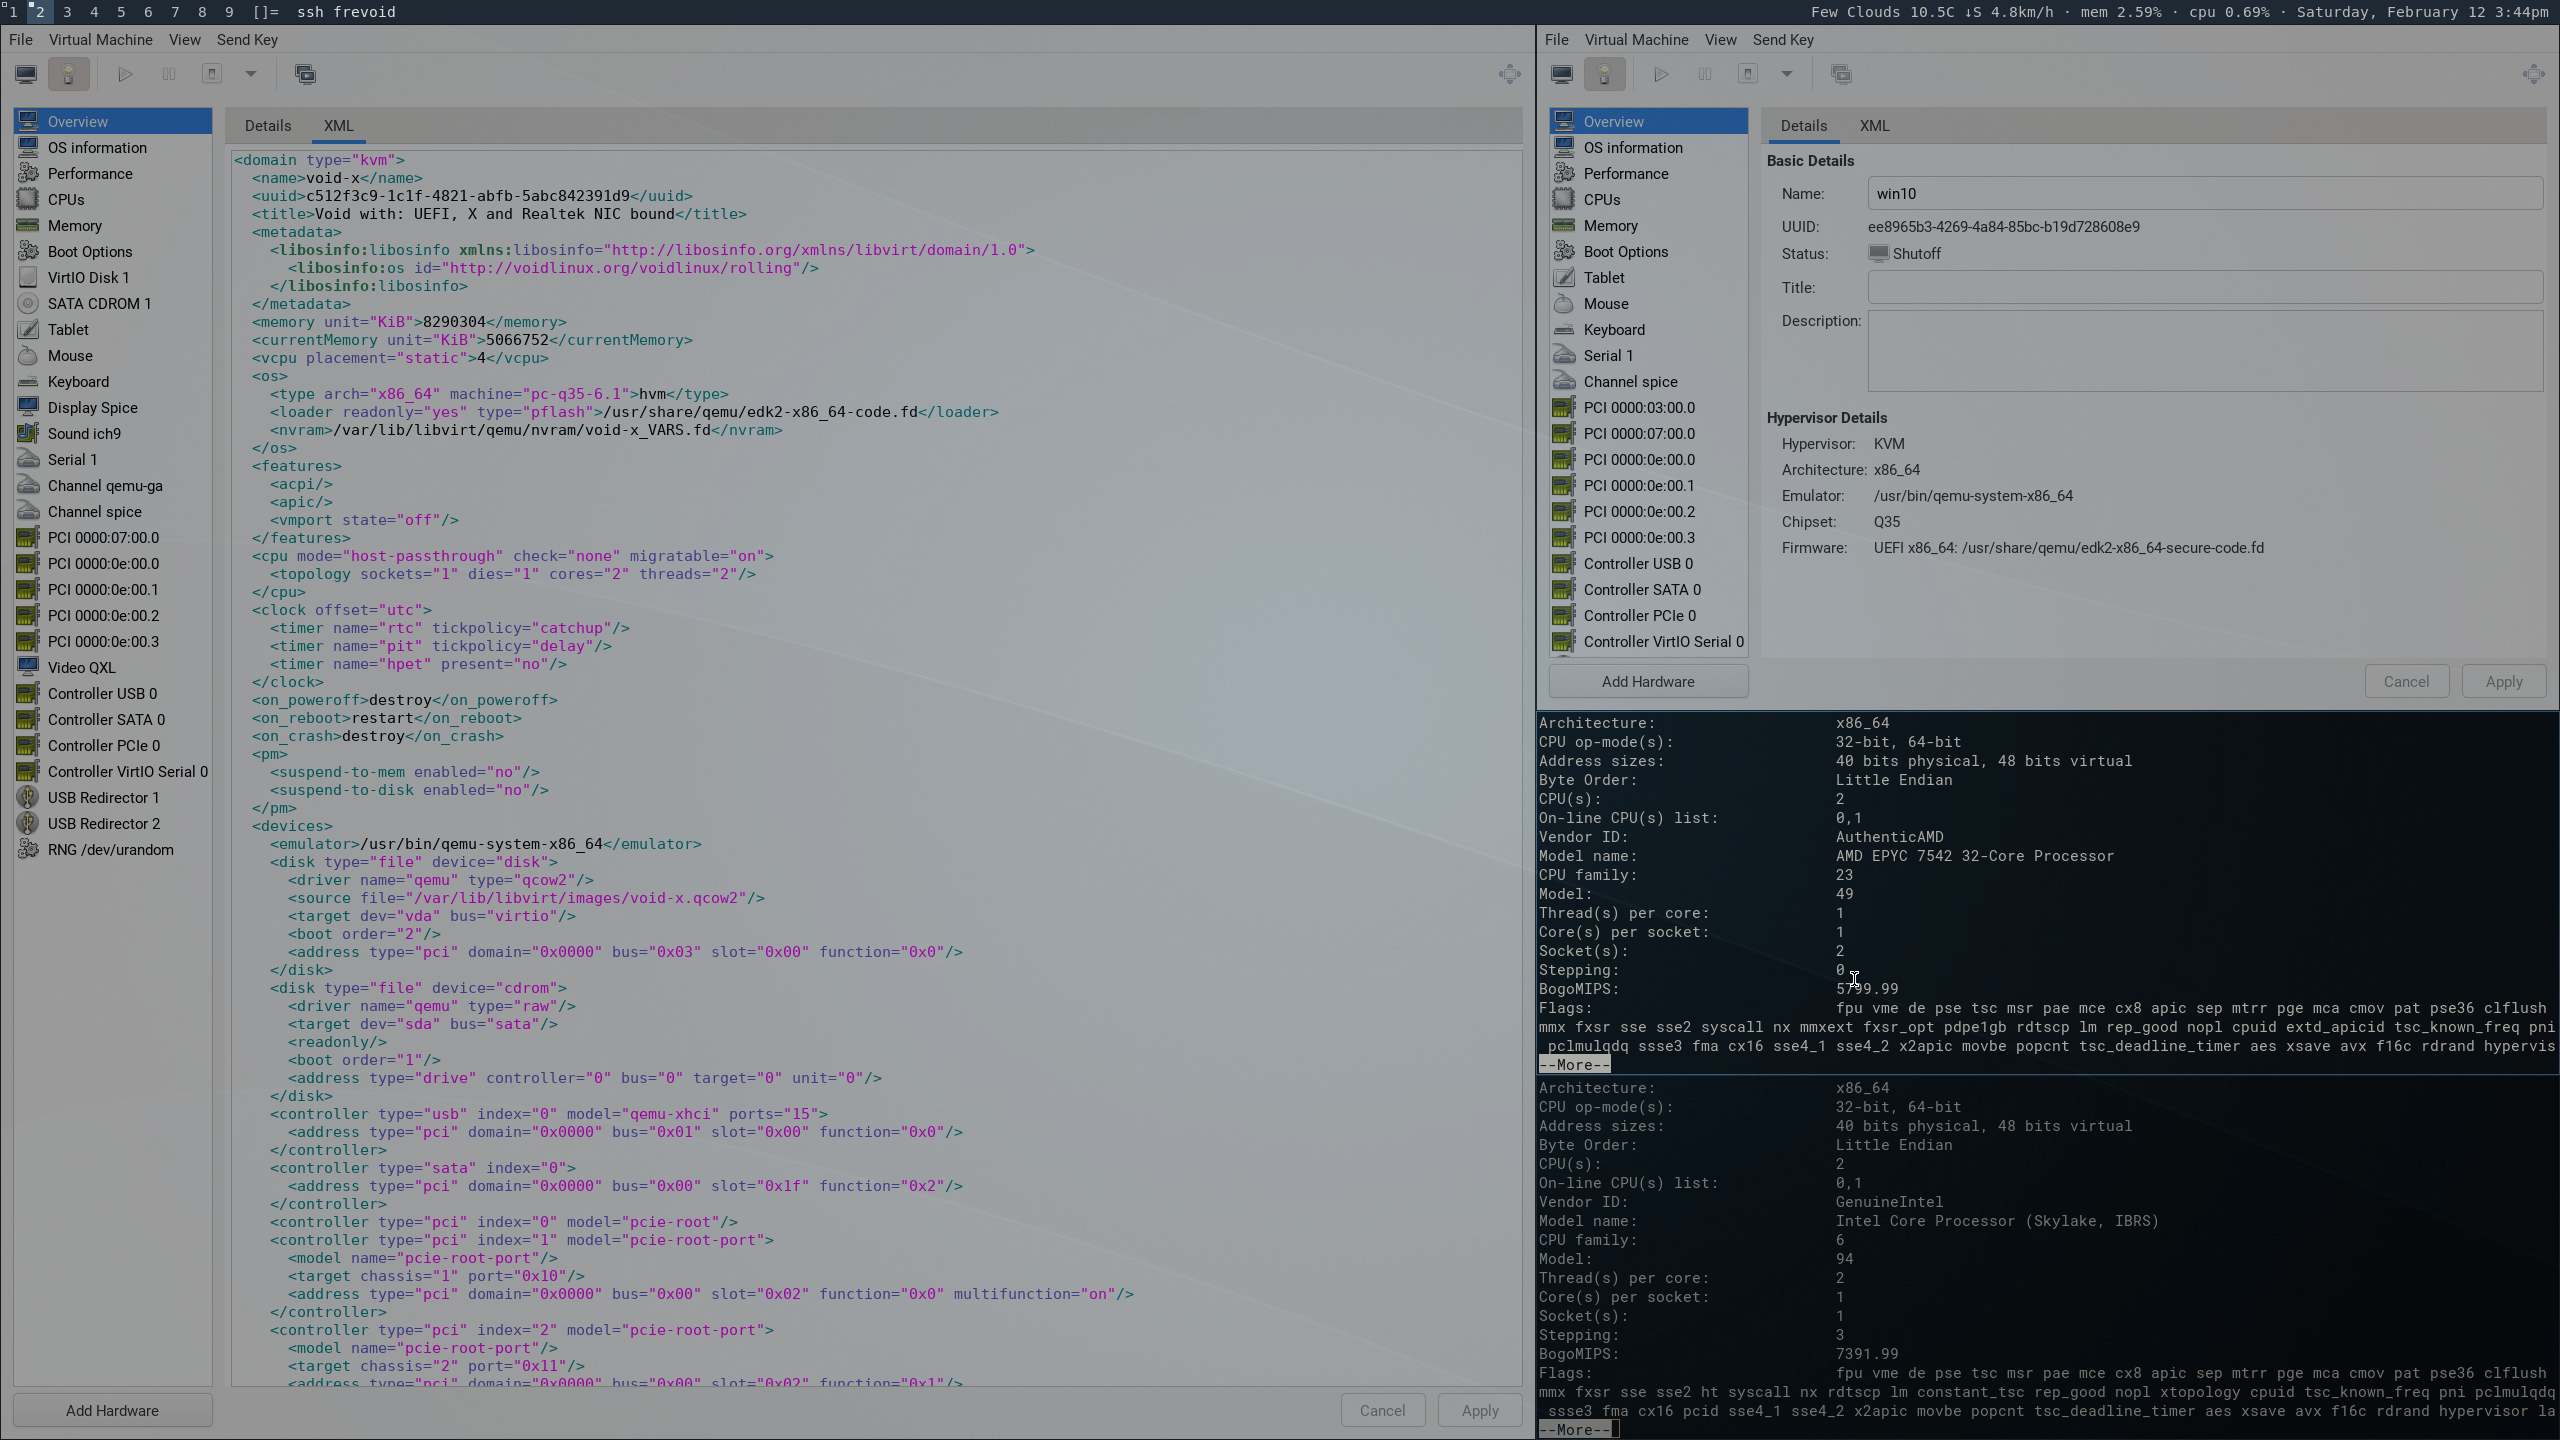 1 2 3 4 5 6 7 8 9 []= ssh frevoid
Few Clouds 10.5C ↓S 4.8km/h · mem 2.59% · cpu 0.69% · Saturday, February 12 3:44pm
File Virtual Machine View Send Key
Overview
OS information
Performance
CPUs
Memory
Boot Options
VirtIO Disk 1
SATA CDROM 1
Tablet
Mouse
Keyboard
Display Spice
Sound ich9
Serial 1
Channel qemu-ga
Channel spice
PCI 0000:07:00.0
PCI 0000:0e:00.0
PCI 0000:0e:00.1
PCI 0000:0e:00.2
PCI 0000:0e:00.3
Video QXL
Controller USB 0
Controller SATA 0
Controller PCIe 0
Controller VirtIO Serial 0
USB Redirector 1
USB Redirector 2
RNG /dev/urandom
Add Hardware
Details XML
<domain type="kvm">
<name>void-x</name>
<uuid>c512f3c9-1c1f-4821-abfb-5abc842391d9</uuid>
<title>Void with: UEFI, X and Realtek NIC bound</title>
<metadata>
<libosinfo:libosinfo xmlns:libosinfo="http://libosinfo.org/xmlns/libvirt/domain/1.0">
<libosinfo:os id="http://voidlinux.org/voidlinux/rolling"/>
</libosinfo:libosinfo>
</metadata>
<memory unit="KiB">8290304</memory>
<currentMemory unit="KiB">5066752</currentMemory>
<vcpu placement="static">4</vcpu>
<os>
<type arch="x86_64" machine="pc-q35-6.1">hvm</type>
<loader readonly="yes" type="pflash">/usr/share/qemu/edk2-x86_64-code.fd</loader>
<nvram>/var/lib/libvirt/qemu/nvram/void-x_VARS.fd</nvram>
</os>
<features>
<acpi/>
<apic/>
<vmport state="off"/>
</features>
<cpu mode="host-passthrough" check="none" migratable="on">
<topology sockets="1" dies="1" cores="2" threads="2"/>
</cpu>
<clock offset="utc">
<timer name="rtc" tickpolicy="catchup"/>
<timer name="pit" tickpolicy="delay"/>
<timer name="hpet" present="no"/>
</clock>
<on_poweroff>destroy</on_poweroff>
<on_reboot>restart</on_reboot>
<on_crash>destroy</on_crash>
<pm>
<suspend-to-mem enabled="no"/>
<suspend-to-disk enabled="no"/>
</pm>
<devices>
<emulator>/usr/bin/qemu-system-x86_64</emulator>
<disk type="file" device="disk">
<driver name="qemu" type="qcow2"/>
<source file="/var/lib/libvirt/images/void-x.qcow2"/>
<target dev="vda" bus="virtio"/>
<boot order="2"/>
<address type="pci" domain="0x0000" bus="0x03" slot="0x00" function="0x0"/>
</disk>
<disk type="file" device="cdrom">
<driver name="qemu" type="raw"/>
<target dev="sda" bus="sata"/>
<readonly/>
<boot order="1"/>
<address type="drive" controller="0" bus="0" target="0" unit="0"/>
</disk>
<controller type="usb" index="0" model="qemu-xhci" ports="15">
<address type="pci" domain="0x0000" bus="0x01" slot="0x00" function="0x0"/>
</controller>
<controller type="sata" index="0">
<address type="pci" domain="0x0000" bus="0x00" slot="0x1f" function="0x2"/>
</controller>
<controller type="pci" index="0" model="pcie-root"/>
<controller type="pci" index="1" model="pcie-root-port">
<model name="pcie-root-port"/>
<target chassis="1" port="0x10"/>
<address type="pci" domain="0x0000" bus="0x00" slot="0x02" function="0x0" multifunction="on"/>
</controller>
<controller type="pci" index="2" model="pcie-root-port">
<model name="pcie-root-port"/>
<target chassis="2" port="0x11"/>
<address type="pci" domain="0x0000" bus="0x00" slot="0x02" function="0x1"/>
Cancel Apply
File Virtual Machine View Send Key
Overview
OS information
Performance
CPUs
Memory
Boot Options
Tablet
Mouse
Keyboard
Serial 1
Channel spice
PCI 0000:03:00.0
PCI 0000:07:00.0
PCI 0000:0e:00.0
PCI 0000:0e:00.1
PCI 0000:0e:00.2
PCI 0000:0e:00.3
Controller USB 0
Controller SATA 0
Controller PCIe 0
Controller VirtIO Serial 0
Add Hardware
Details XML
Basic Details
Name: win10
UUID: ee8965b3-4269-4a84-85bc-b19d728608e9
Status: Shutoff
Title:
Description:
Hypervisor Details
Hypervisor: KVM
Architecture: x86_64
Emulator: /usr/bin/qemu-system-x86_64
Chipset: Q35
Firmware: UEFI x86_64: /usr/share/qemu/edk2-x86_64-secure-code.fd
Cancel Apply
Architecture: x86_64
CPU op-mode(s): 32-bit, 64-bit
Address sizes: 40 bits physical, 48 bits virtual
Byte Order: Little Endian
CPU(s): 2
On-line CPU(s) list: 0,1
Vendor ID: AuthenticAMD
Model name: AMD EPYC 7542 32-Core Processor
CPU family: 23
Model: 49
Thread(s) per core: 1
Core(s) per socket: 1
Socket(s): 2
Stepping: 0
BogoMIPS: 5799.99
Flags: fpu vme de pse tsc msr pae mce cx8 apic sep mtrr pge mca cmov pat pse36 clflush
mmx fxsr sse sse2 syscall nx mmxext fxsr_opt pdpe1gb rdtscp lm rep_good nopl cpuid extd_apicid tsc_known_freq pni
pclmulqdq ssse3 fma cx16 sse4_1 sse4_2 x2apic movbe popcnt tsc_deadline_timer aes xsave avx f16c rdrand hypervis
--More--
Architecture: x86_64
CPU op-mode(s): 32-bit, 64-bit
Address sizes: 40 bits physical, 48 bits virtual
Byte Order: Little Endian
CPU(s): 2
On-line CPU(s) list: 0,1
Vendor ID: GenuineIntel
Model name: Intel Core Processor (Skylake, IBRS)
CPU family: 6
Model: 94
Thread(s) per core: 2
Core(s) per socket: 1
Socket(s): 1
Stepping: 3
BogoMIPS: 7391.99
Flags: fpu vme de pse tsc msr pae mce cx8 apic sep mtrr pge mca cmov pat pse36 clflush
mmx fxsr sse sse2 ht syscall nx rdtscp lm constant_tsc rep_good nopl xtopology cpuid tsc_known_freq pni pclmulqdq
ssse3 fma cx16 pcid sse4_1 sse4_2 x2apic movbe popcnt tsc_deadline_timer aes xsave avx f16c rdrand hypervisor la
--More--